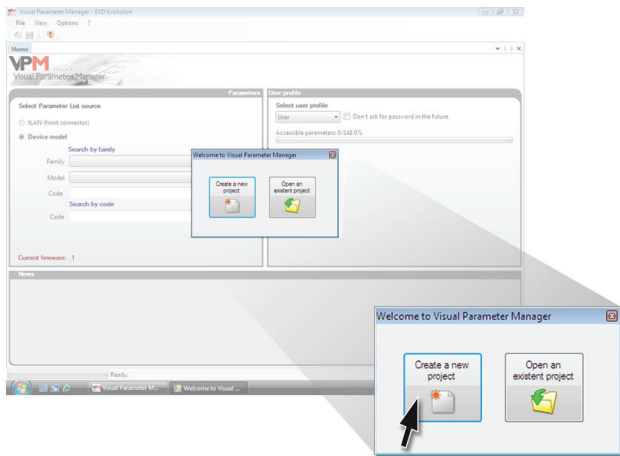 Visual Parameter Manager - EVD Evolution
File View Options ?
Home
VPM
Visual Parameter Manager
Parameters
User profile
Select Parameter List source
tLAN (front connector)
Device model
Search by family
Family
Model
Code
Search by code
Code
Current firmware: .1
Select user profile
User
Don't ask for password in the future
Accessible parameters: 0/148 0%
Welcome to Visual Parameter Manager
Create a new
project
Open an
existent project
News
Ready.
Visual Parameter M...
Welcome to Visual ...
Welcome to Visual Parameter Manager
Create a new
project
Open an
existent project